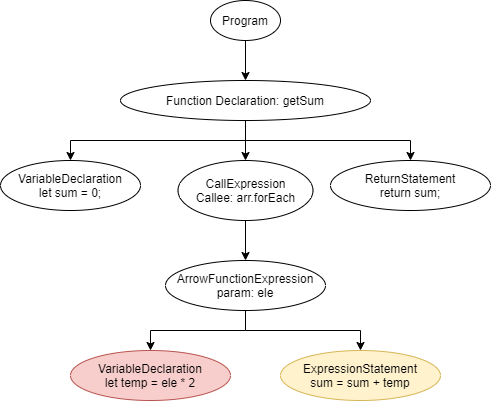 Program
Function Declaration: getSum
VariableDeclaration
let sum = 0;
CallExpression
Callee: arr.forEach
ReturnStatement
return sum;
ArrowFunctionExpression
param: ele
VariableDeclaration
let temp = ele * 2
ExpressionStatement
sum = sum + temp